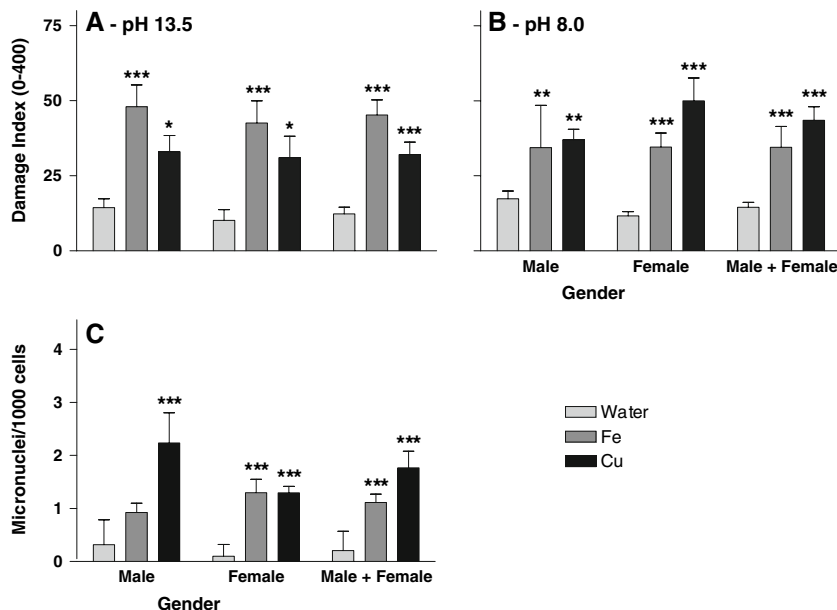 A - pH 13.5
Damage Index (0-400)
75
50
25
0
***
*
***
*
***
***
B - pH 8.0
**
**
***
***
***
***
Male
Female
Male + Female
Gender
C
Micronuclei/1000 cells
4
3
2
1
0
***
***
***
***
***
Male
Female
Male + Female
Gender
Water
Fe
Cu